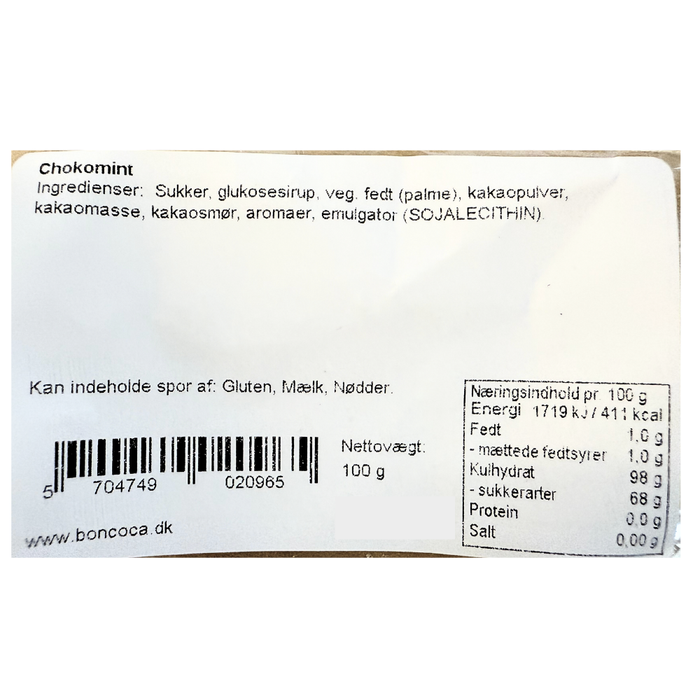 Chokomint
Ingredienser: Sukker, glukosesirup, veg. fedt (palme), kakaopulver,
kakaomasse, kakaosmør, aromaer, emulgator (SOJALECITHIN)
Kan indeholde spor af: Gluten, Mælk, Nødder.
Nettovægt:
100 g
5 704749 020965
www.boncoca.dk
Næringsindhold pr 100 g
Energi 1719 kJ / 411 kcal
Fedt 1,0 g
- mættede fedtsyrer 1,0 g
Kulhydrat 98 g
- sukkerarter 68 g
Protein 0,0 g
Salt 0,00 g